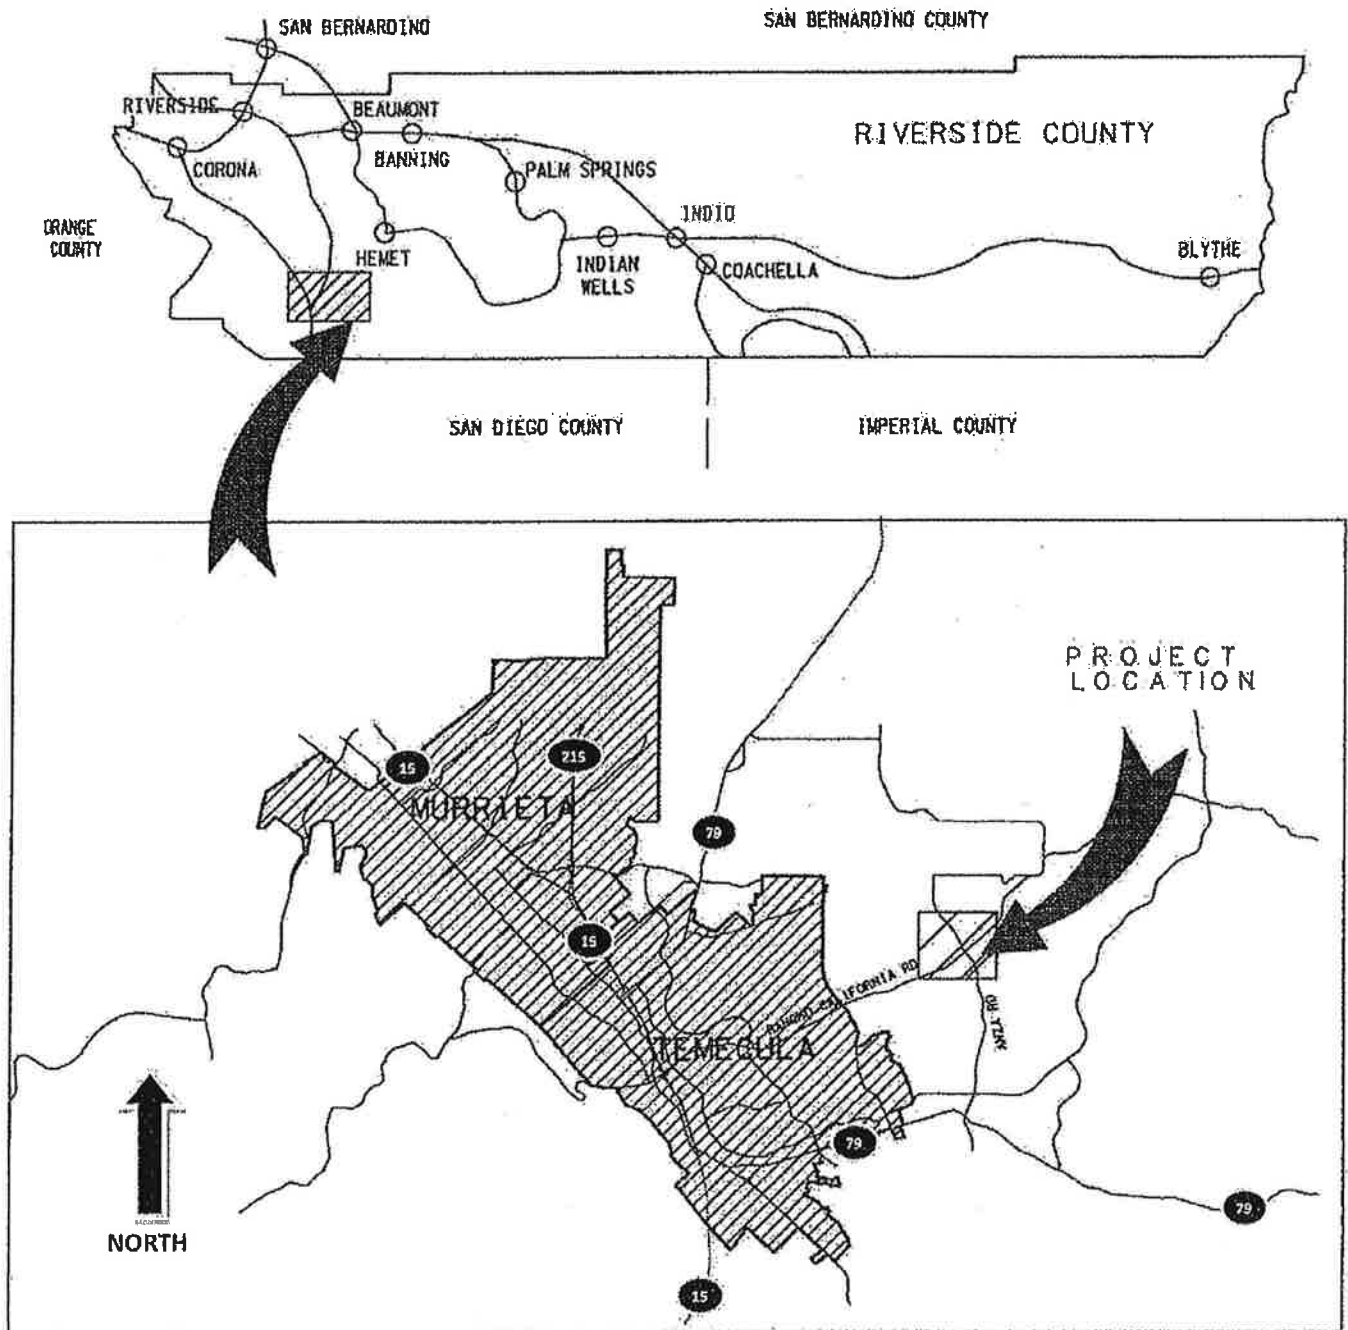 SAN BERNARDINO
SAN BERNARDINO COUNTY
RIVERSIDE
BEAUMONT
RIVERSIDE COUNTY
BANNING
CORONA
PALM SPRINGS
ORANGE
COUNTY
INDIO
HEMET
INDIAN
WELLS
COACHELLA
BLYTHE
SAN DIEGO COUNTY
IMPERIAL COUNTY
PROJECT
LOCATION
15
215
MURRIETA
79
15
RANCHO CALIFORNIA RD
ANZA RD
TEMECULA
79
79
NORTH
15